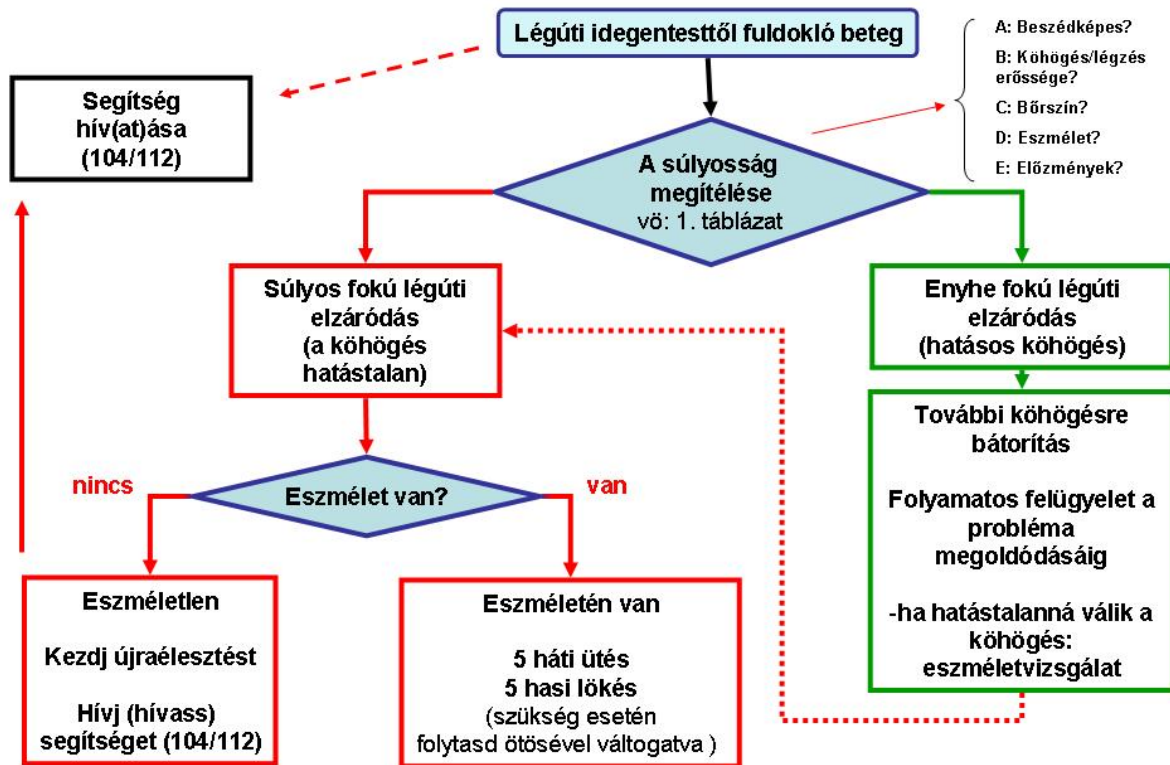 Légúti idegentesttől fuldokló beteg
A: Beszédképes?
B: Köhögés/légzés
erőssége?
C: Bőrszín?
D: Eszmélet?
E: Előzmények?
Segítség
hív(at)ása
(104/112)
A súlyosság
megítélése
vö: 1. táblázat
Súlyos fokú légúti
elzáródás
(a köhögés
hatástalan)
Enyhe fokú légúti
elzáródás
(hatásos köhögés)
További köhögésre
bátorítás
Folyamatos felügyelet a
probléma
megoldódásáig
-ha hatástalanná válik a
köhögés:
eszméletvizsgálat
nincs
Eszmélet van?
van
Eszméletlen
Kezdj újraélesztést
Hívj (hívass)
segítséget (104/112)
Eszméletén van
5 háti ütés
5 hasi lökés
(szükség esetén
folytasd ötösével váltogatva )